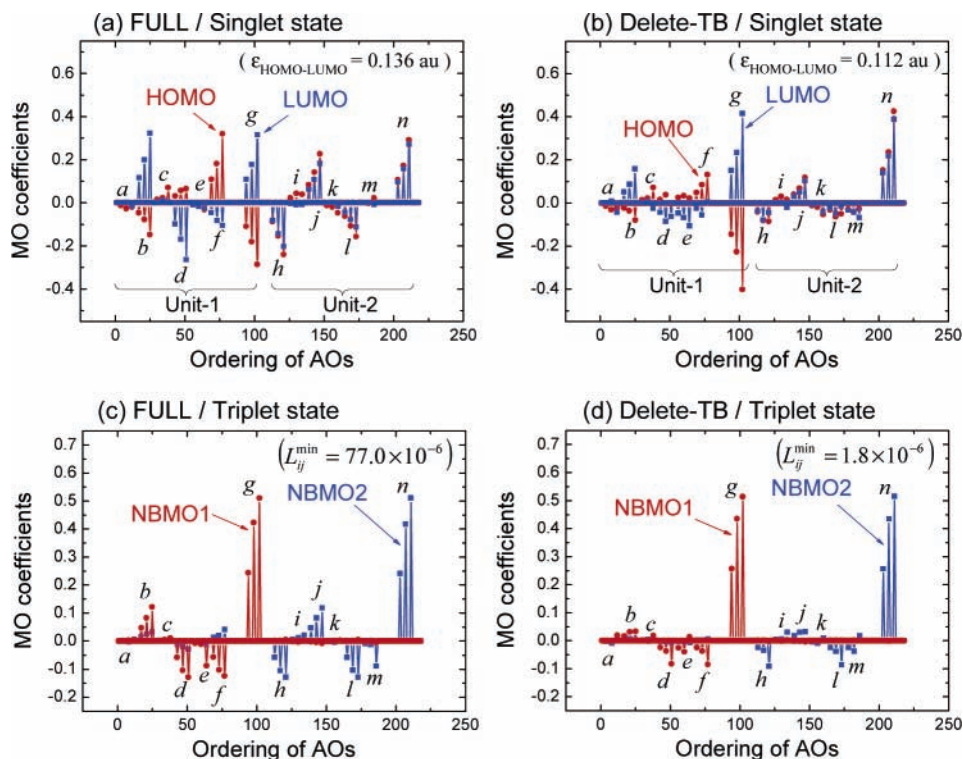 (a) FULL / Singlet state
( ε_HOMO-LUMO = 0.136 au )
HOMO
LUMO
g
n
a
c
e
i
k
m
b
d
f
h
j
l
Unit-1
Unit-2
MO coefficients
0.6
0.4
0.2
0.0
-0.2
-0.4
0 50 100 150 200 250
Ordering of AOs
(b) Delete-TB / Singlet state
( ε_HOMO-LUMO = 0.112 au )
g
LUMO
HOMO
n
f
a
c
i
k
b
d
e
h
j
l
m
Unit-1
Unit-2
MO coefficients
0.6
0.4
0.2
0.0
-0.2
-0.4
0 50 100 150 200 250
Ordering of AOs
(c) FULL / Triplet state
( L_ij^min = 77.0×10^-6 )
g
n
NBMO1
NBMO2
b
c
i
j
k
a
d
e
f
h
l
m
MO coefficients
0.7
0.6
0.5
0.4
0.3
0.2
0.1
0.0
-0.1
-0.2
0 50 100 150 200 250
Ordering of AOs
(d) Delete-TB / Triplet state
( L_ij^min = 1.8×10^-6 )
g
n
NBMO1
NBMO2
b
c
i
j
k
a
d
e
f
h
l
m
MO coefficients
0.7
0.6
0.5
0.4
0.3
0.2
0.1
0.0
-0.1
-0.2
0 50 100 150 200 250
Ordering of AOs